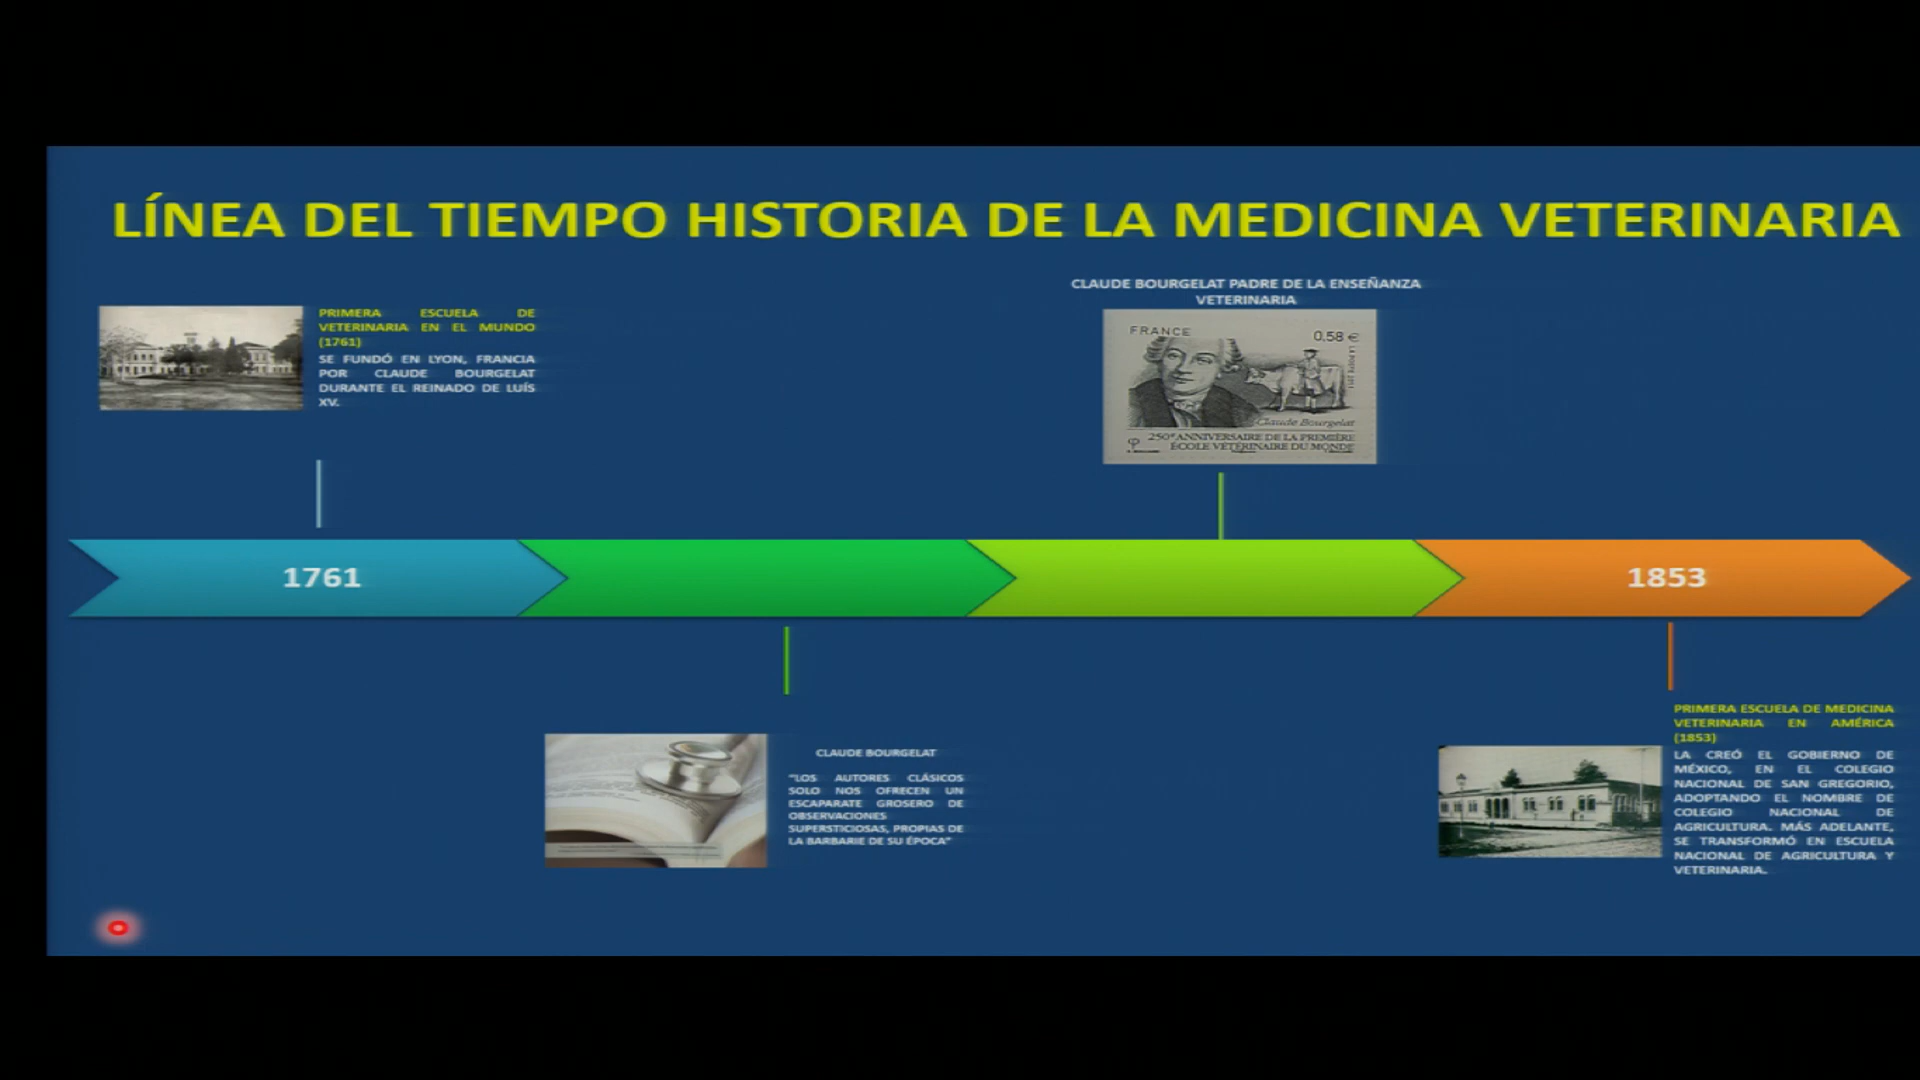 LÍNEA DEL TIEMPO HISTORIA DE LA MEDICINA VETERINARIA
PRIMERA ESCUELA DE
VETERINARIA EN EL MUNDO
(1761)
SE FUNDÓ EN LYON, FRANCIA
POR CLAUDE BOURGELAT
DURANTE EL REINADO DE LUÍS
XV.
CLAUDE BOURGELAT PADRE DE LA ENSEÑANZA
VETERINARIA
FRANCE
0,58 €
Claude Bourgelat
250e ANNIVERSAIRE DE LA PREMIÈRE
ÉCOLE VÉTÉRINAIRE DU MONDE
1761
1853
CLAUDE BOURGELAT
"LOS AUTORES CLÁSICOS
SOLO NOS OFRECEN UN
ESCAPARATE GROSERO DE
OBSERVACIONES
SUPERSTICIOSAS, PROPIAS DE
LA BARBARIE DE SU ÉPOCA"
PRIMERA ESCUELA DE MEDICINA
VETERINARIA EN AMÉRICA
(1853)
LA CREÓ EL GOBIERNO DE
MÉXICO, EN EL COLEGIO
NACIONAL DE SAN GREGORIO,
ADOPTANDO EL NOMBRE DE
COLEGIO NACIONAL DE
AGRICULTURA. MÁS ADELANTE,
SE TRANSFORMÓ EN ESCUELA
NACIONAL DE AGRICULTURA Y
VETERINARIA.